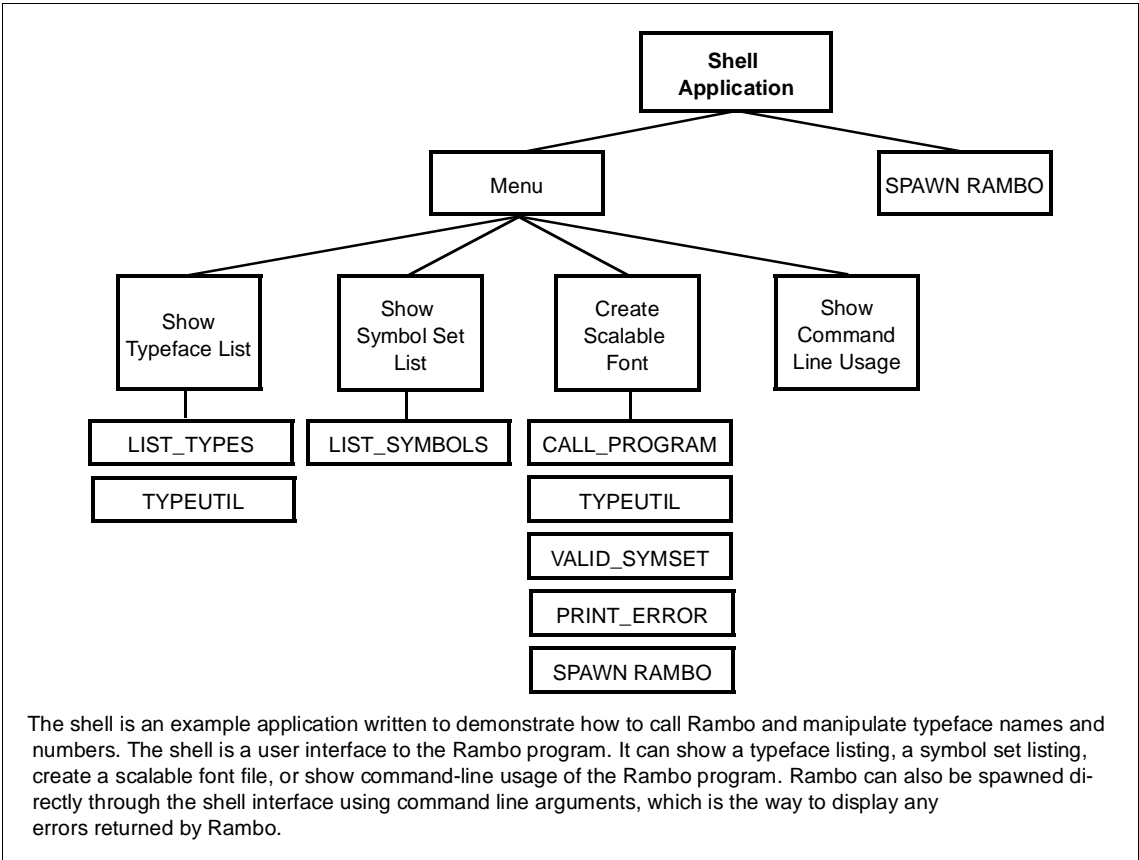 Shell
Application
Menu
SPAWN RAMBO
Show
Typeface List
Show
Symbol Set
List
Create
Scalable
Font
Show
Command
Line Usage
LIST_TYPES
TYPEUTIL
LIST_SYMBOLS
CALL_PROGRAM
TYPEUTIL
VALID_SYMSET
PRINT_ERROR
SPAWN RAMBO
The shell is an example application written to demonstrate how to call Rambo and manipulate typeface names and
numbers. The shell is a user interface to the Rambo program. It can show a typeface listing, a symbol set listing,
create a scalable font file, or show command-line usage of the Rambo program. Rambo can also be spawned di-
rectly through the shell interface using command line arguments, which is the way to display any
errors returned by Rambo.